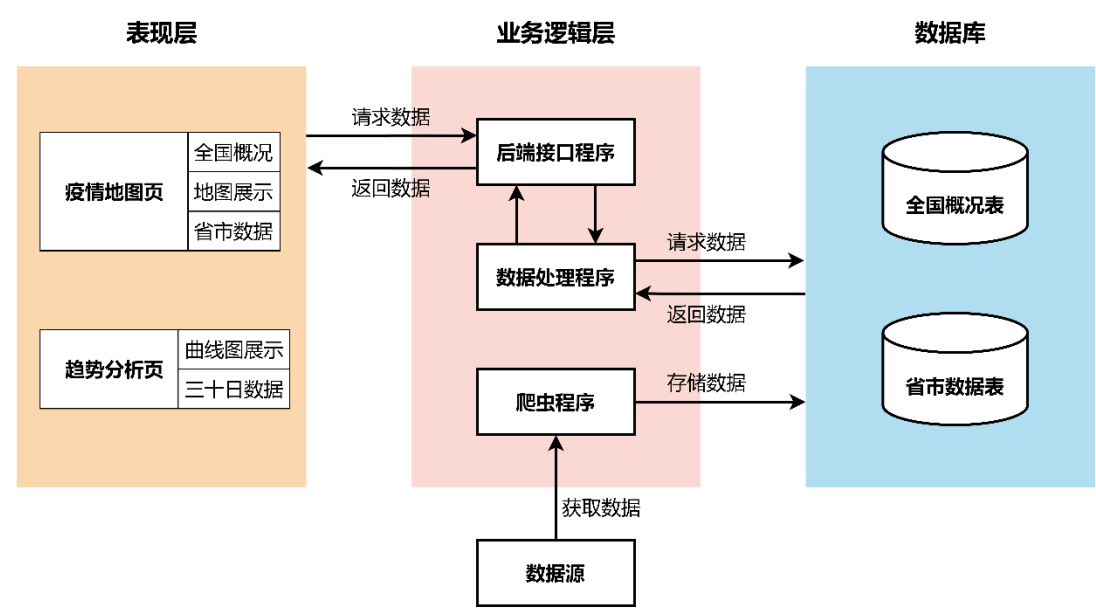 表现层
业务逻辑层
数据库
请求数据
返回数据
疫情地图页
全国概况
地图展示
省市数据
趋势分析页
曲线图展示
三十日数据
后端接口程序
数据处理程序
请求数据
返回数据
爬虫程序
存储数据
全国概况表
省市数据表
获取数据
数据源